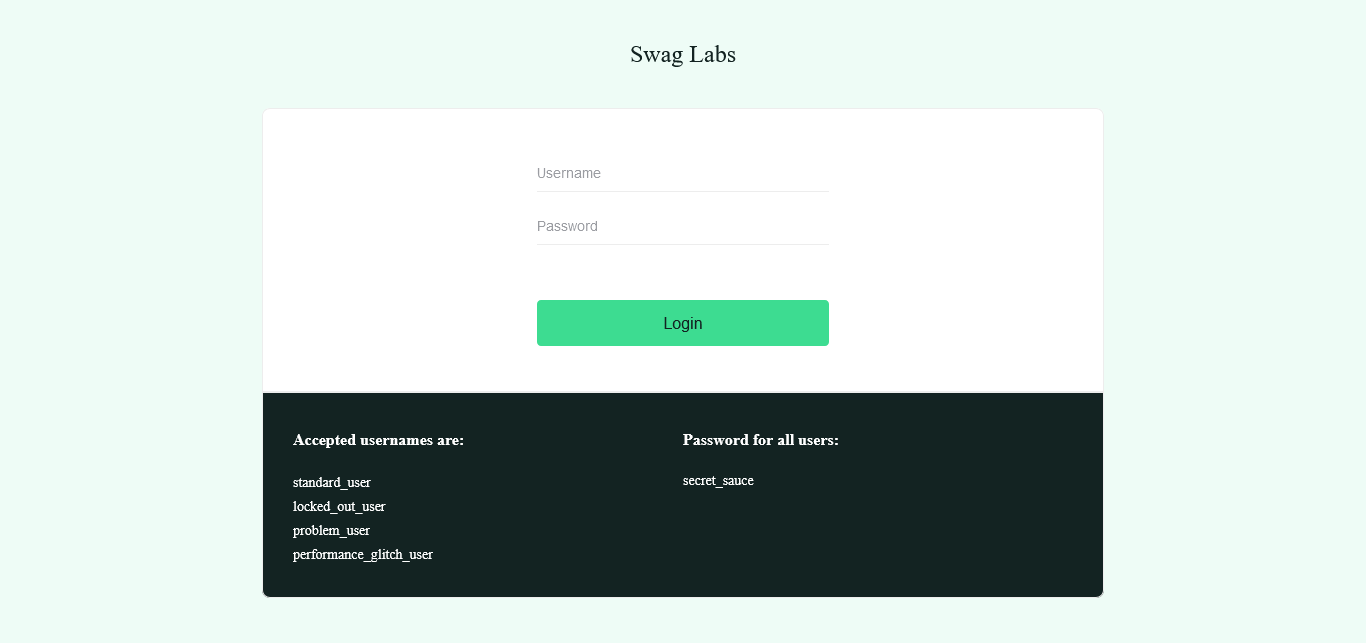 Swag Labs
Username
Password
Login
Accepted usernames are:
standard_user
locked_out_user
problem_user
performance_glitch_user
Password for all users:
secret_sauce